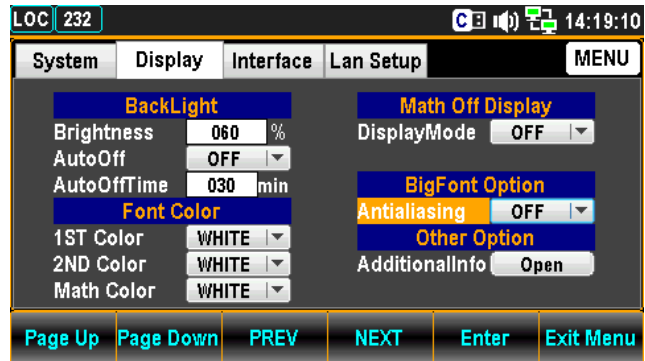 LOC 232 C 14:19:10
System Display Interface Lan Setup MENU
BackLight
Brightness 060 %
AutoOff OFF
AutoOffTime 030 min
Font Color
1ST Color WHITE
2ND Color WHITE
Math Color WHITE
Math Off Display
DisplayMode OFF
BigFont Option
Antialiasing OFF
Other Option
AdditionalInfo Open
Page Up Page Down PREV NEXT Enter Exit Menu